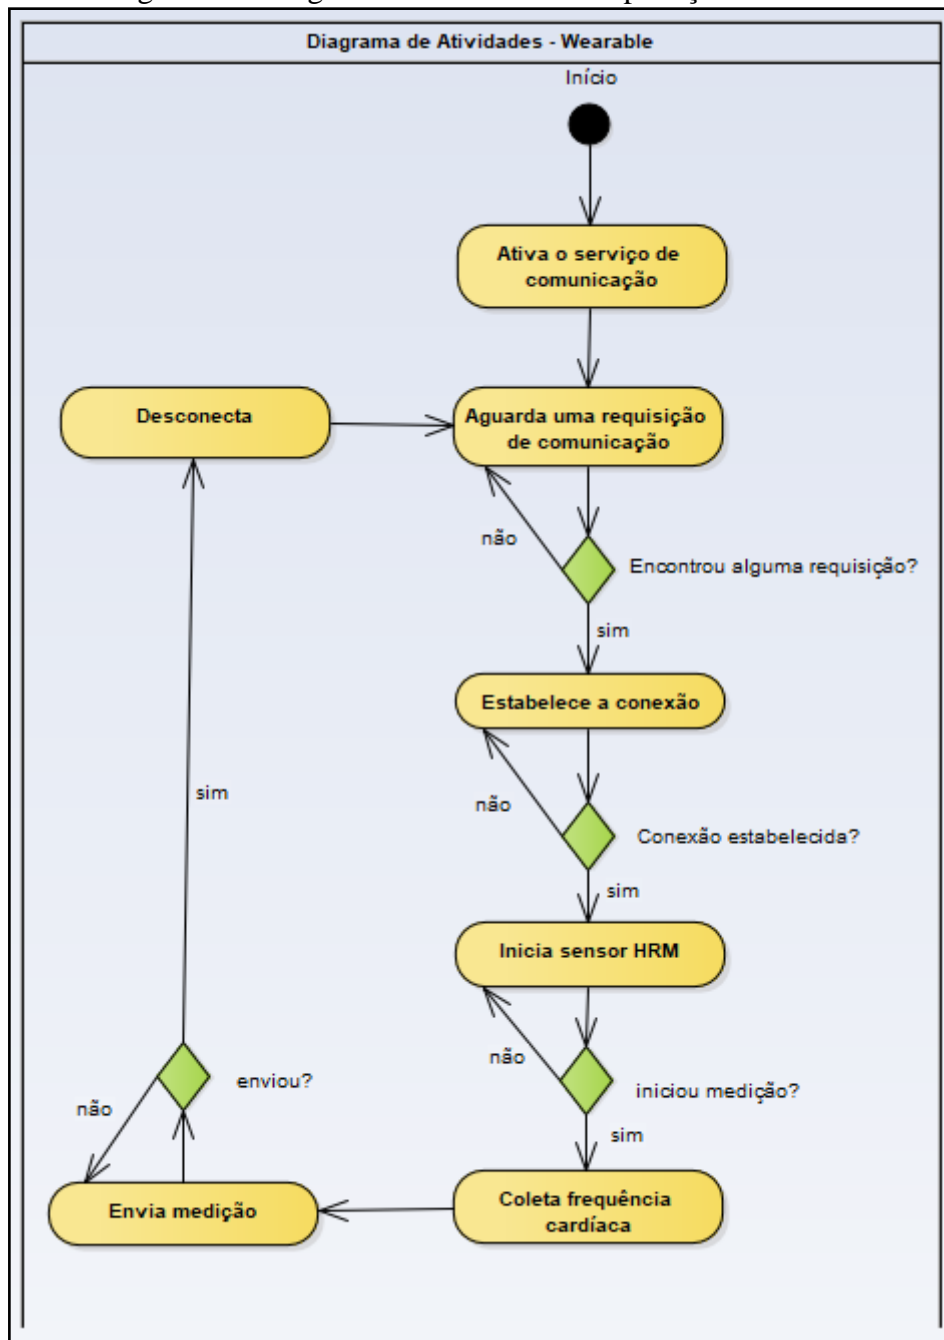 Diagrama de Atividades - Wearable
Início
Ativa o serviço de
comunicação
Desconecta
Aguarda uma requisição
de comunicação
não
Encontrou alguma requisição?
sim
Estabelece a conexão
sim
não
Conexão estabelecida?
sim
Inicia sensor HRM
não
enviou?
iniciou medição?
não
sim
Envia medição
Coleta frequência
cardíaca